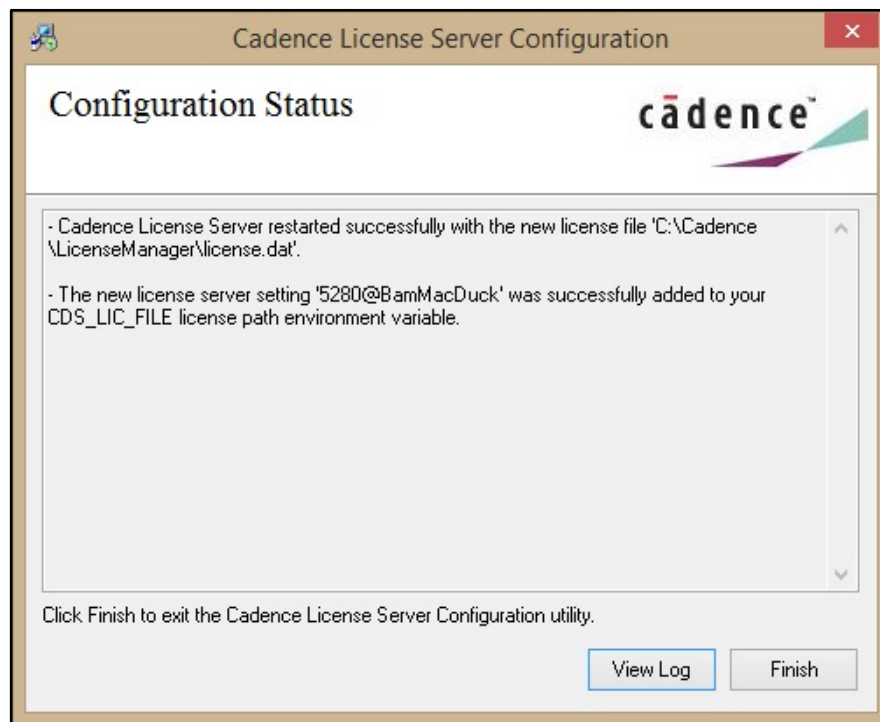 Cadence License Server Configuration
Configuration Status
cādence™
- Cadence License Server restarted successfully with the new license file 'C:\Cadence
\LicenseManager\license.dat'.
- The new license server setting '5280@BamMacDuck' was successfully added to your
CDS_LIC_FILE license path environment variable.
Click Finish to exit the Cadence License Server Configuration utility.
View Log
Finish